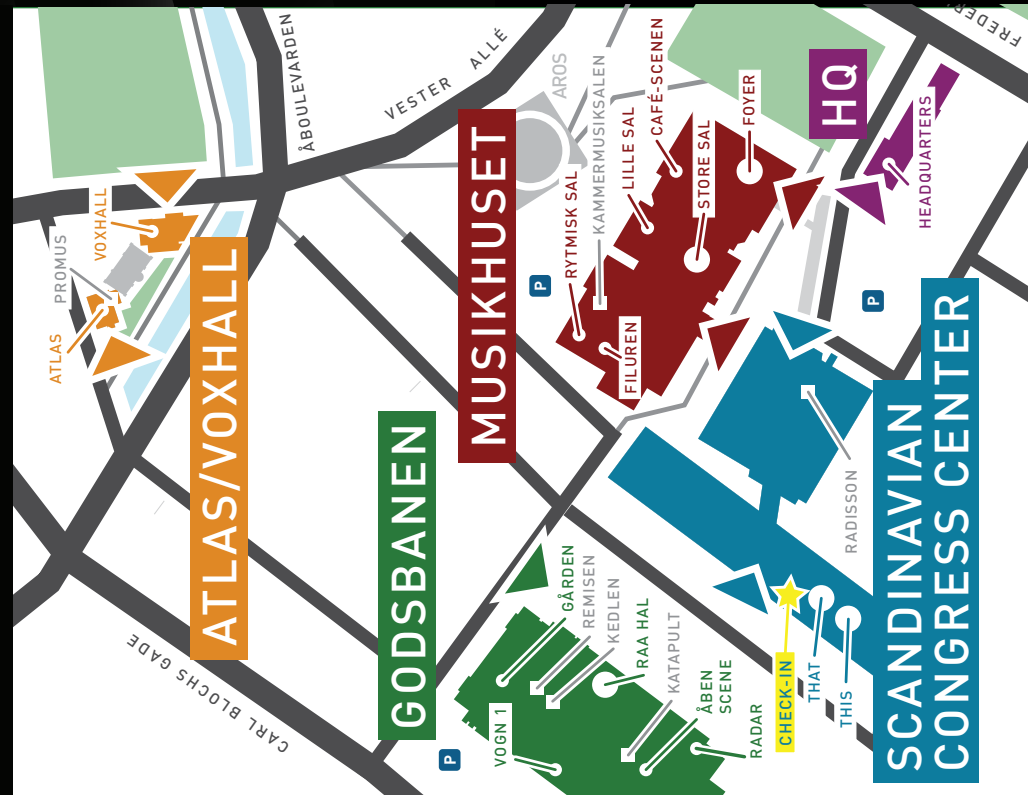 ÅBOULEVARDEN
VESTER ALLÉ
AROS
FREDER
HQ
HEADQUARTERS
MUSIKHUSET
RYTMISK SAL
KAMMERMUSIKSALEN
LILLE SAL
CAFÉ-SCENEN
STORE SAL
FOYER
FILUREN
P
P
ATLAS/VOXHALL
VOXHALL
PROMUS
ATLAS
CARL BLOCHS GADE
GODSBANEN
GÅRDEN
REMISEN
KEDLEN
RAA HAL
KATAPULT
ÅBEN
SCENE
RADAR
VOGN 1
P
SCANDINAVIAN
CONGRESS CENTER
RADISSON
CHECK-IN
THAT
THIS